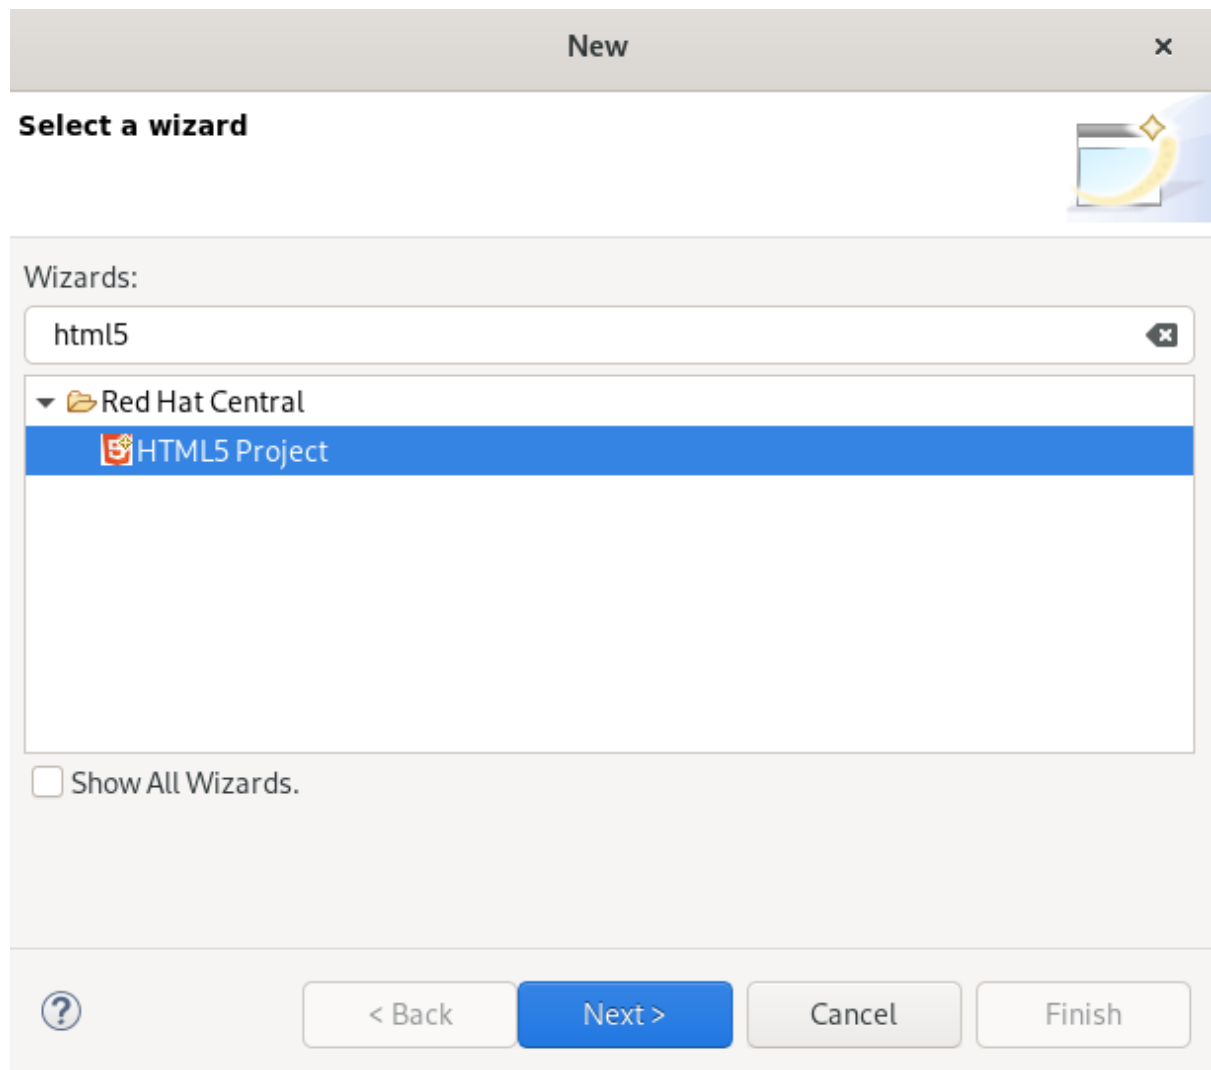 New
Select a wizard
Wizards:
html5
Red Hat Central
HTML5 Project
Show All Wizards.
< Back
Next >
Cancel
Finish